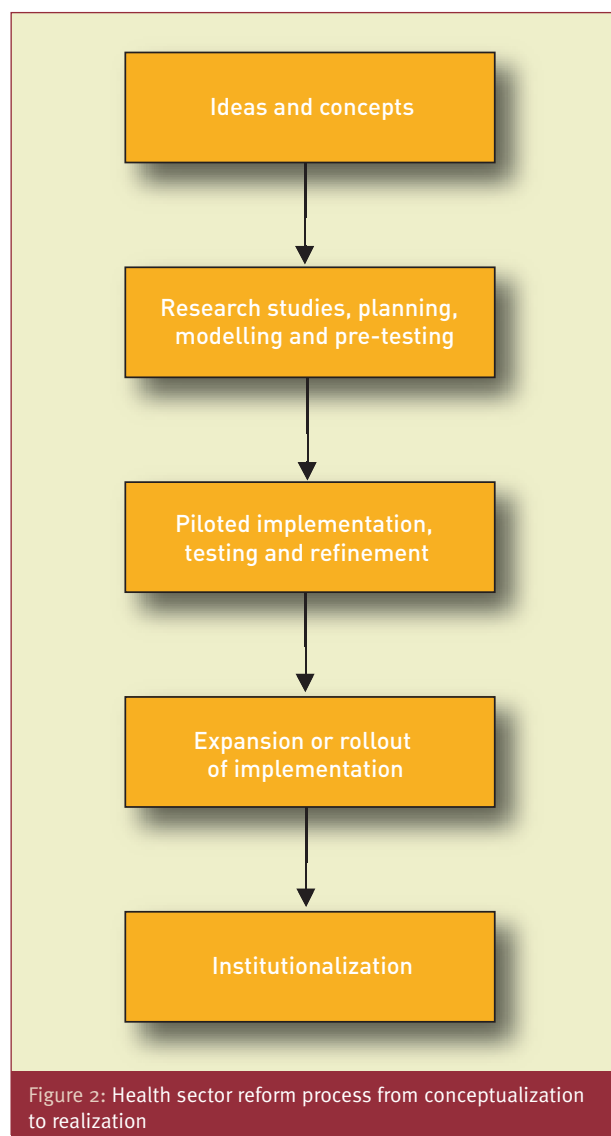 Ideas and concepts
Research studies, planning,
modelling and pre-testing
Piloted implementation,
testing and refinement
Expansion or rollout
of implementation
Institutionalization
Figure 2: Health sector reform process from conceptualization
to realization